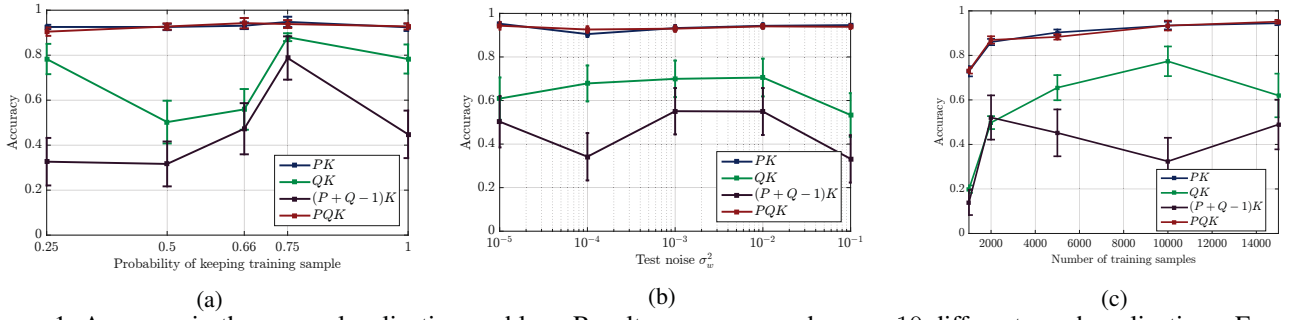 1
0.8
0.6
0.4
0.2
0
Accuracy
0.25
0.5
0.66
0.75
1
Probability of keeping training sample
PK
QK
(P + Q − 1)K
PQK
(a)
1
0.8
0.6
0.4
0.2
0
Accuracy
10⁻⁵
10⁻⁴
10⁻³
10⁻²
10⁻¹
Test noise σ²_w
PK
QK
(P + Q − 1)K
PQK
(b)
1
0.8
0.6
0.4
0.2
0
Accuracy
2000
4000
6000
8000
10000
12000
14000
Number of training samples
PK
QK
(P + Q − 1)K
PQK
(c)